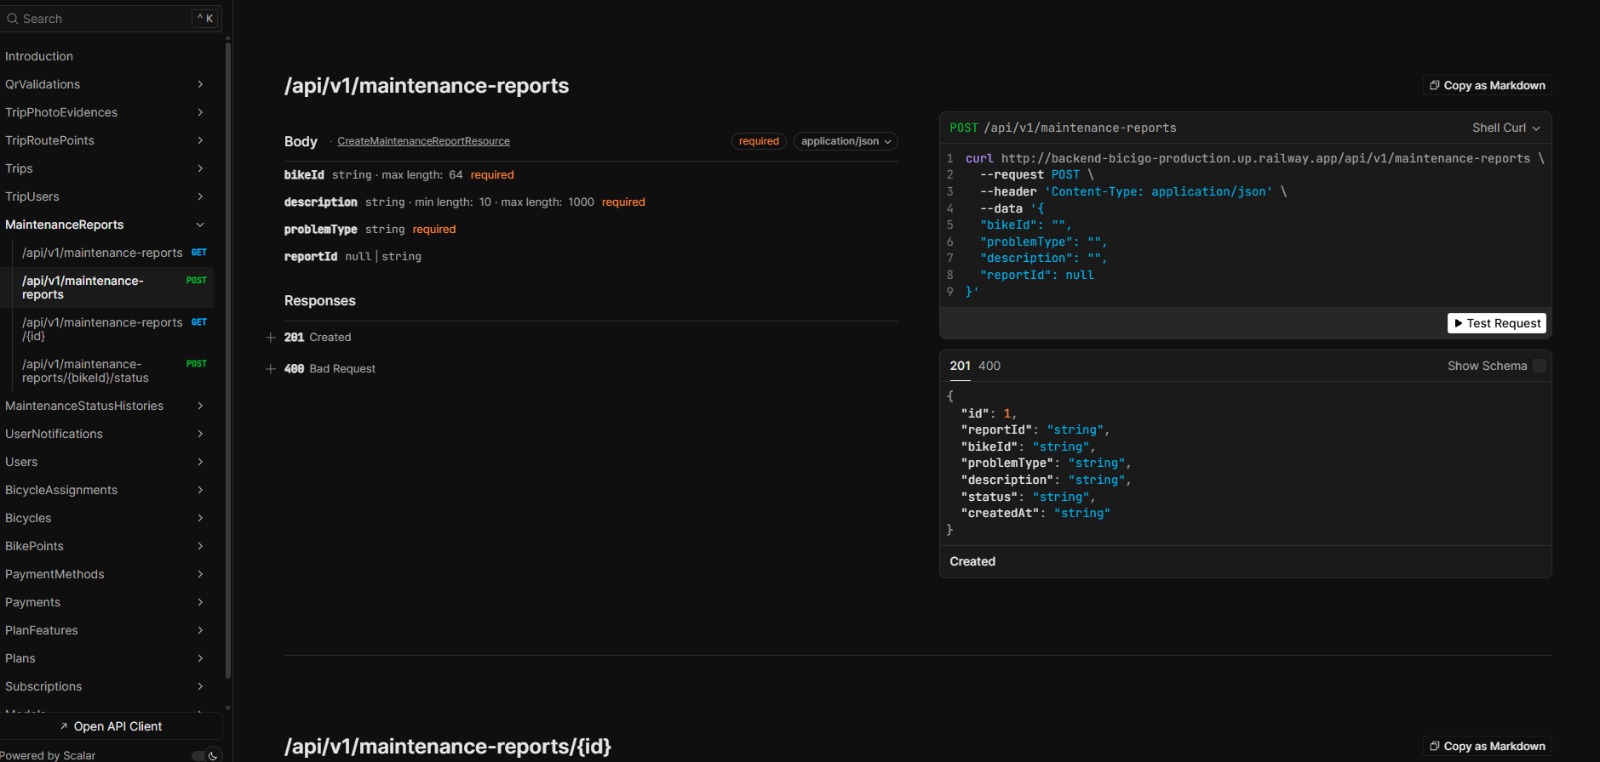 Search
^ K
Introduction
QrValidations
TripPhotoEvidences
TripRoutePoints
Trips
TripUsers
MaintenanceReports
/api/v1/maintenance-reports GET
/api/v1/maintenance-
reports POST
/api/v1/maintenance-reports
/{id} GET
/api/v1/maintenance-
reports/{bikeId}/status POST
MaintenanceStatusHistories
UserNotifications
Users
BicycleAssignments
Bicycles
BikePoints
PaymentMethods
Payments
PlanFeatures
Plans
Subscriptions
Open API Client
Powered by Scalar
/api/v1/maintenance-reports
Copy as Markdown
Body · CreateMaintenanceReportResource required application/json
bikeId string · max length: 64 required
description string · min length: 10 · max length: 1000 required
problemType string required
reportId null | string
Responses
201 Created
400 Bad Request
POST /api/v1/maintenance-reports Shell Curl
1 curl http://backend-bicigo-production.up.railway.app/api/v1/maintenance-reports \
2 --request POST \
3 --header 'Content-Type: application/json' \
4 --data '{
5 "bikeId": "",
6 "problemType": "",
7 "description": "",
8 "reportId": null
9 }'
Test Request
201 400 Show Schema
{
"id": 1,
"reportId": "string",
"bikeId": "string",
"problemType": "string",
"description": "string",
"status": "string",
"createdAt": "string"
}
Created
/api/v1/maintenance-reports/{id}
Copy as Markdown